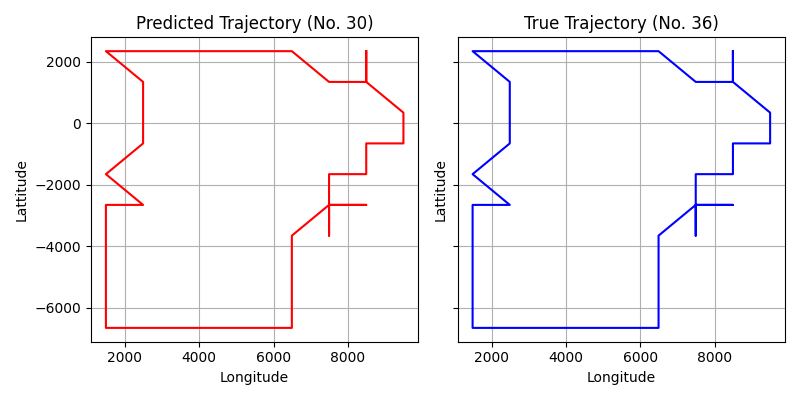 Predicted Trajectory (No. 30)
True Trajectory (No. 36)
Lattitude
2000
0
−2000
−4000
−6000
2000
4000
6000
8000
Longitude
Lattitude
2000
4000
6000
8000
Longitude